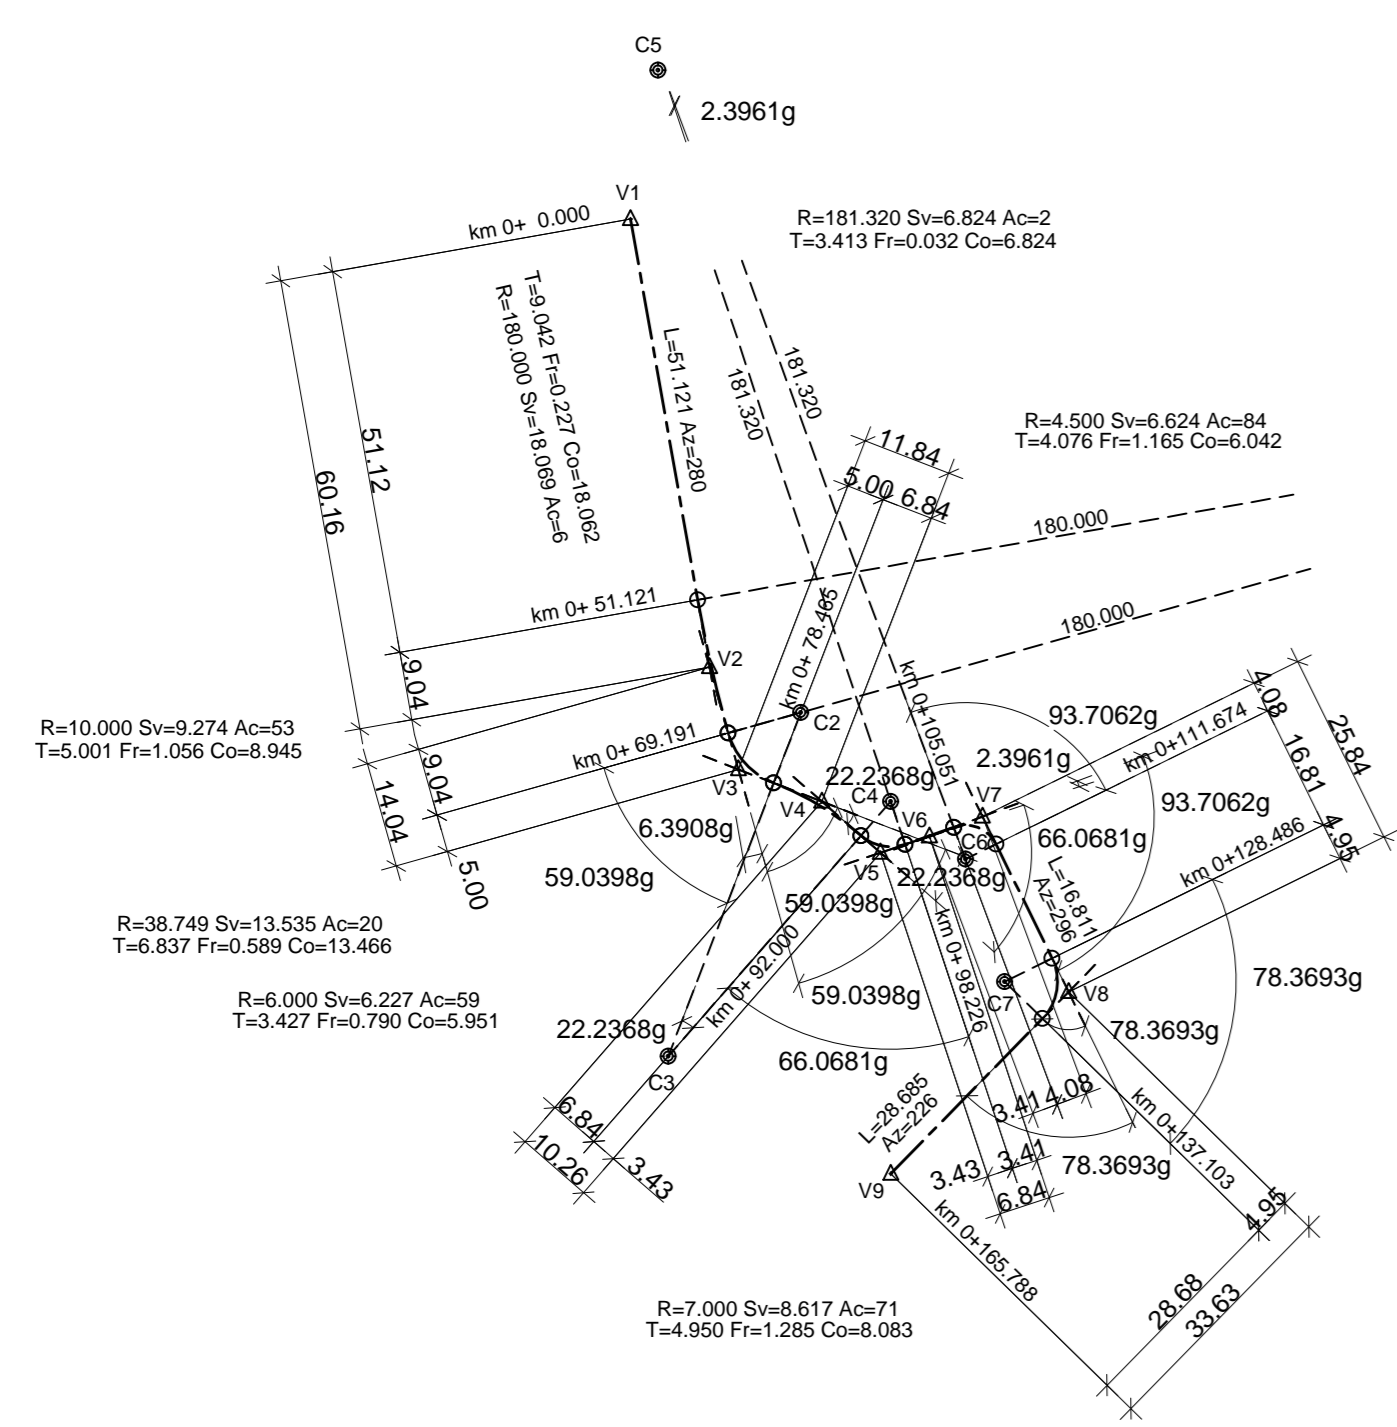 C5
2.3961g
V1
km 0+  0.000
R=181.320 Sv=6.824 Ac=2
T=3.413 Fr=0.032 Co=6.824
T=9.042 Fr=0.227 Co=18.062
R=180.000 Sv=18.069 Ac=6
L=51.121 Az=280
181.320
181.320
51.12
60.16
R=4.500 Sv=6.624 Ac=84
T=4.076 Fr=1.165 Co=6.042
11.84
5.00
6.84
180.000
km 0+ 51.121
180.000
km 0+ 78.465
V2
9.04
C2
km 0+105.051
93.7062g
4.08
25.84
R=10.000 Sv=9.274 Ac=53
T=5.001 Fr=1.056 Co=8.945
km 0+ 69.191
km 0+111.674
16.81
9.04
14.04
V3
22.2368g
2.3961g
C4
V4
V6
V7
93.7062g
6.3908g
66.0681g
C6
V5
5.00
59.0398g
22.2368g
km 0+128.486
4.95
59.0398g
L=16.811
Az=296
R=38.749 Sv=13.535 Ac=20
T=6.837 Fr=0.589 Co=13.466
km 0+ 92.000
km 0+ 98.226
78.3693g
R=6.000 Sv=6.227 Ac=59
T=3.427 Fr=0.790 Co=5.951
59.0398g
C7
V8
22.2368g
66.0681g
78.3693g
C3
L=28.685
Az=226
3.41
4.08
6.84
km 0+137.103
10.26
3.43
3.43
3.41
78.3693g
V9
6.84
4.95
km 0+165.788
28.68
33.63
R=7.000 Sv=8.617 Ac=71
T=4.950 Fr=1.285 Co=8.083